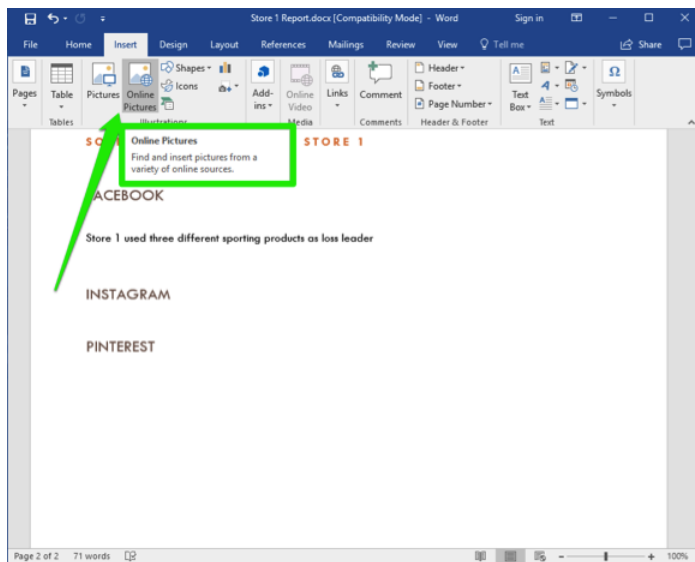 Store 1 Report.docx [Compatibility Mode] - Word Sign in
File Home Insert Design Layout References Mailings Review View Tell me Share
Pages
Table
Pictures
Online Pictures
Shapes
Icons
Add-ins
Online Video
Links
Comment
Header
Footer
Page Number
Text Box
Symbols
Tables Illustrations Media Comments Header & Footer Text
STORE 1
Online Pictures
Find and insert pictures from a
variety of online sources.
ACEBOOK
Store 1 used three different sporting products as loss leader
INSTAGRAM
PINTEREST
Page 2 of 2 71 words 100%